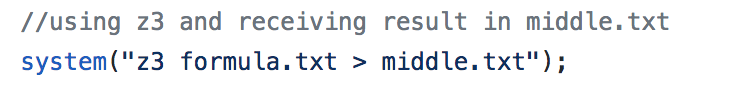 //using z3 and receiving result in middle.txt
system("z3 formula.txt > middle.txt");